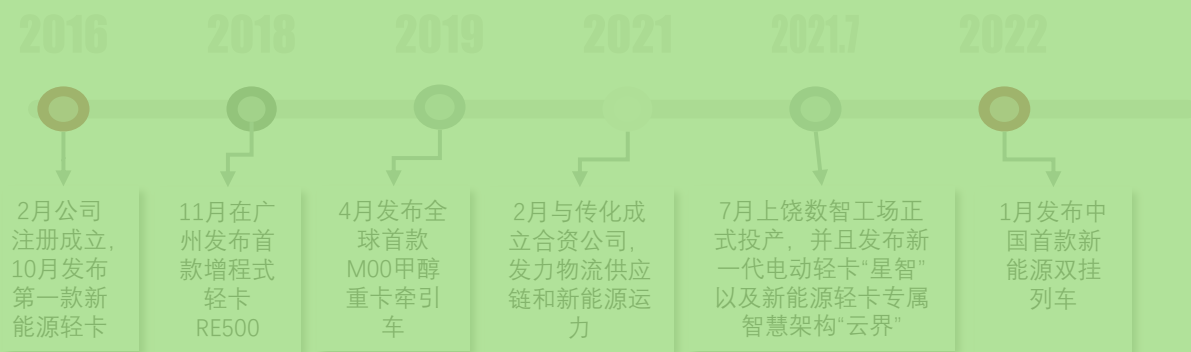 2016
2018
2019
2021
2021.7
2022
2月公司
注册成立，
10月发布
第一款新
能源轻卡
11月在广
州发布首
款增程式
轻卡
RE500
4月发布全
球首款
M00甲醇
重卡牵引
车
2月与传化成
立合资公司，
发力物流供应
链和新能源运
力
7月上饶数智工场正
式投产，并且发布新
一代电动轻卡“星智”
以及新能源轻卡专属
智慧架构“云界”
1月发布中
国首款新
能源双挂
列车